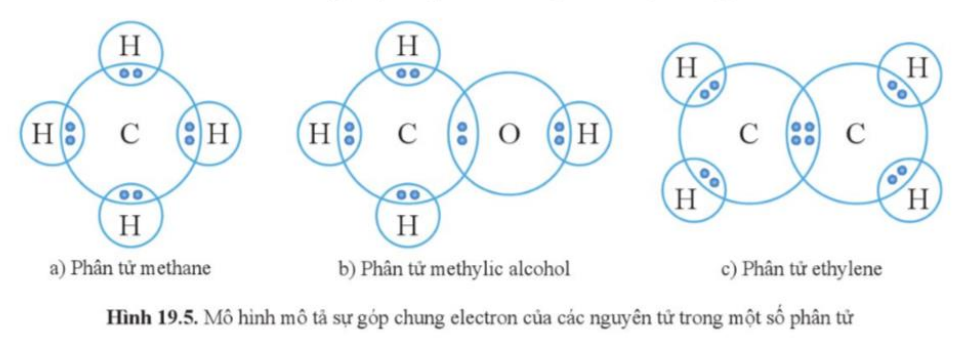 H
H C H
H
H
H C O H
H
H H
C C
H H
a) Phân tử methane
b) Phân tử methylic alcohol
c) Phân tử ethylene
Hình 19.5. Mô hình mô tả sự góp chung electron của các nguyên tử trong một số phân tử